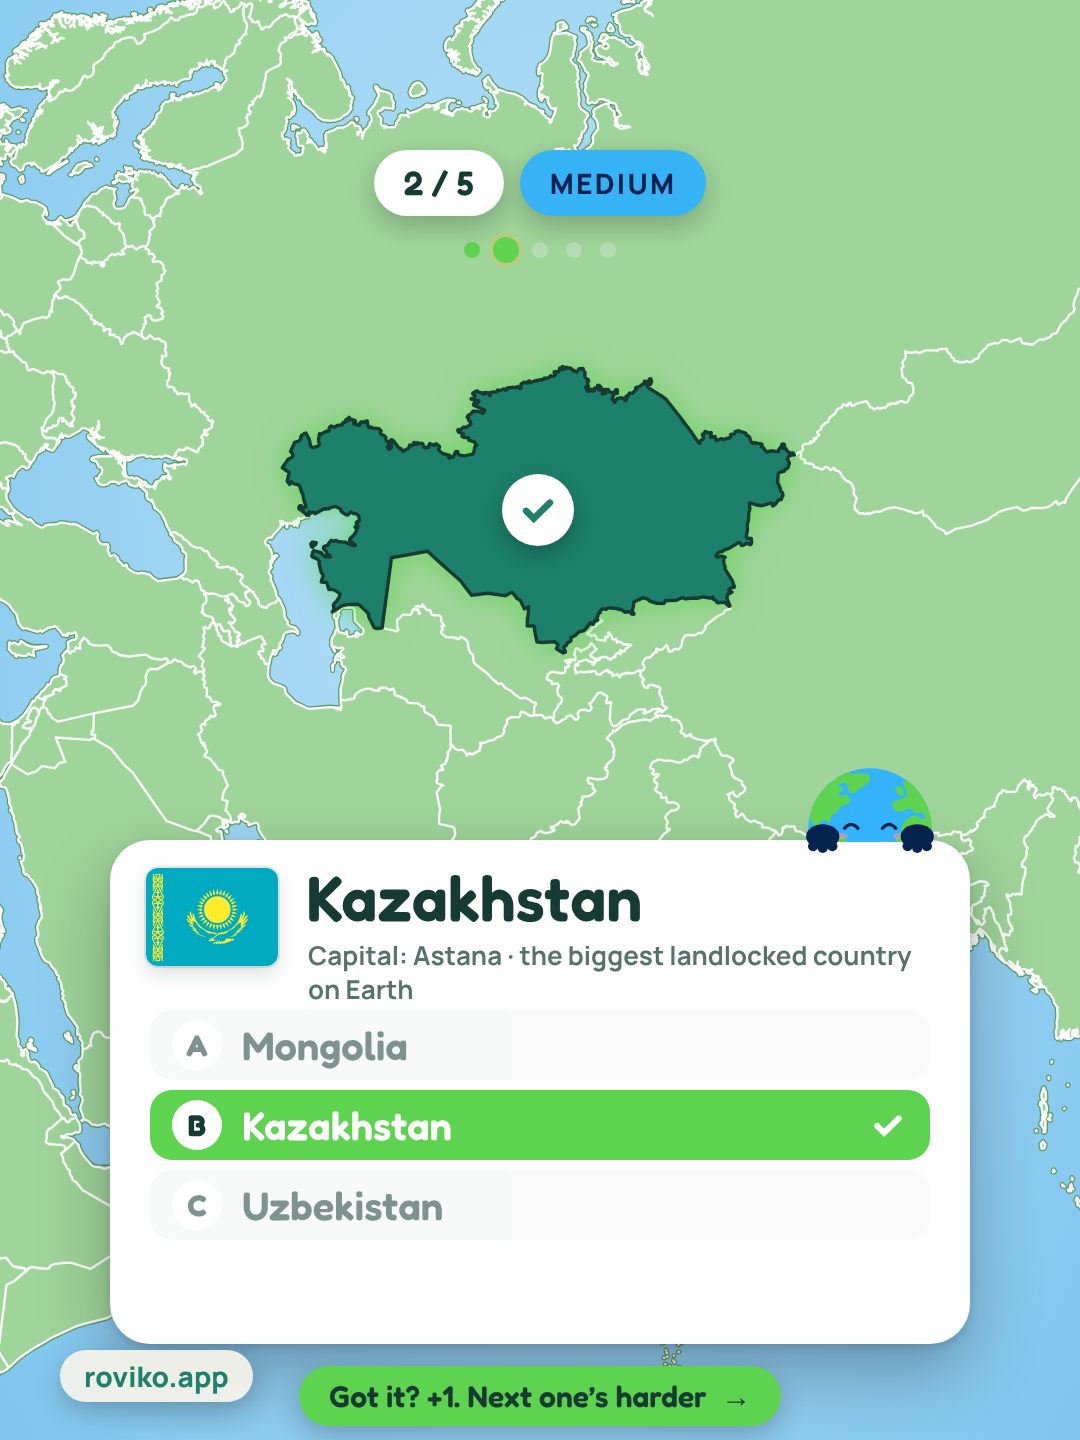 2 / 5
MEDIUM
Kazakhstan
Capital: Astana · the biggest landlocked country
on Earth
A Mongolia
B Kazakhstan
C Uzbekistan
roviko.app
Got it? +1. Next one’s harder →